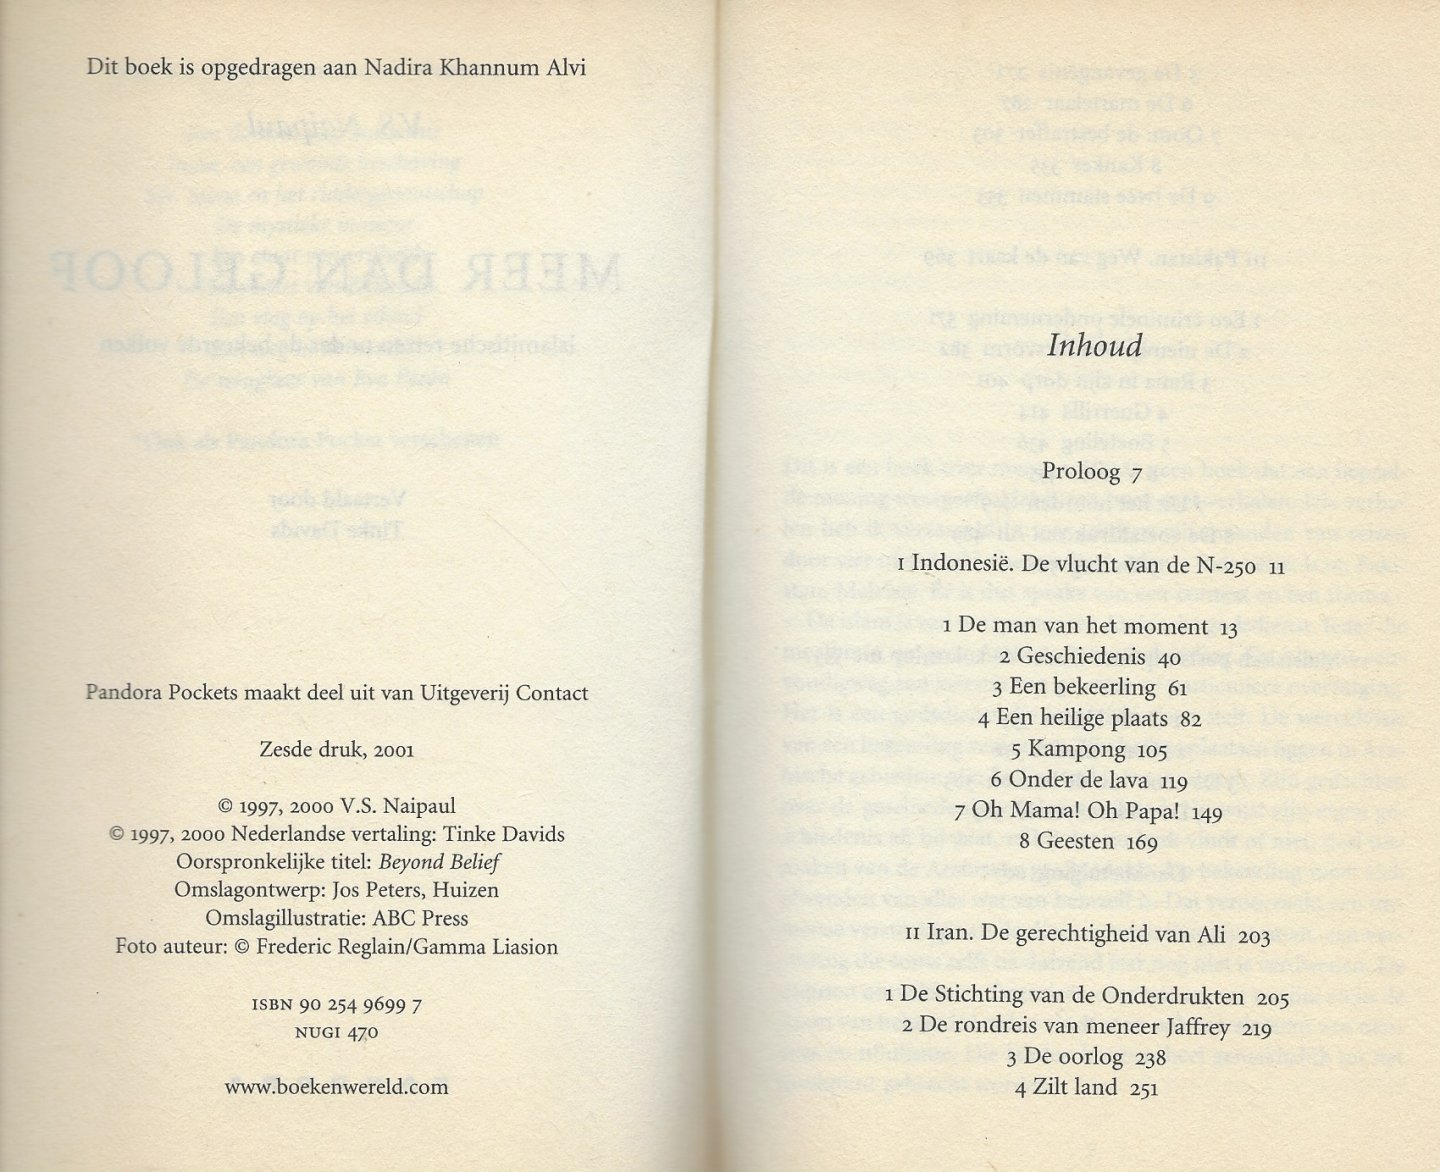 Dit boek is opgedragen aan Nadira Khannum Alvi
Pandora Pockets maakt deel uit van Uitgeverij Contact
Zesde druk, 2001
© 1997, 2000 V.S. Naipaul
© 1997, 2000 Nederlandse vertaling: Tinke Davids
Oorspronkelijke titel: Beyond Belief
Omslagontwerp: Jos Peters, Huizen
Omslagillustratie: ABC Press
Foto auteur: © Frederic Reglain/Gamma Liasion
ISBN 90 254 9699 7
NUGI 470
www.boekenwereld.com
Inhoud
Proloog 7
I Indonesië. De vlucht van de N-250 11
1 De man van het moment 13
2 Geschiedenis 40
3 Een bekeerling 61
4 Een heilige plaats 82
5 Kampong 105
6 Onder de lava 119
7 Oh Mama! Oh Papa! 149
8 Geesten 169
II Iran. De gerechtigheid van Ali 203
1 De Stichting van de Onderdrukten 205
2 De rondreis van meneer Jaffrey 219
3 De oorlog 238
4 Zilt land 251